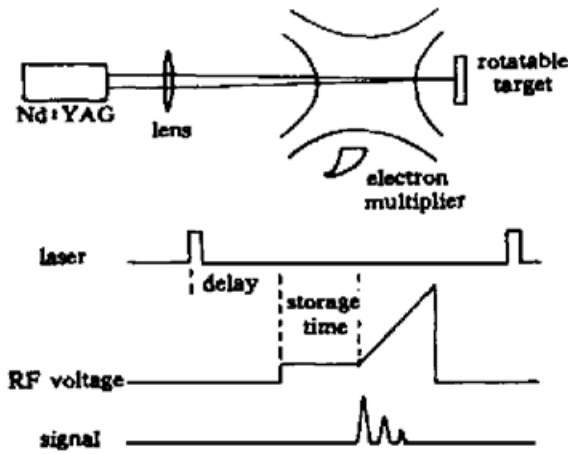 Nd:YAG
lens
rotatable
target
electron
multiplier
laser
delay
storage
time
RF voltage
signal